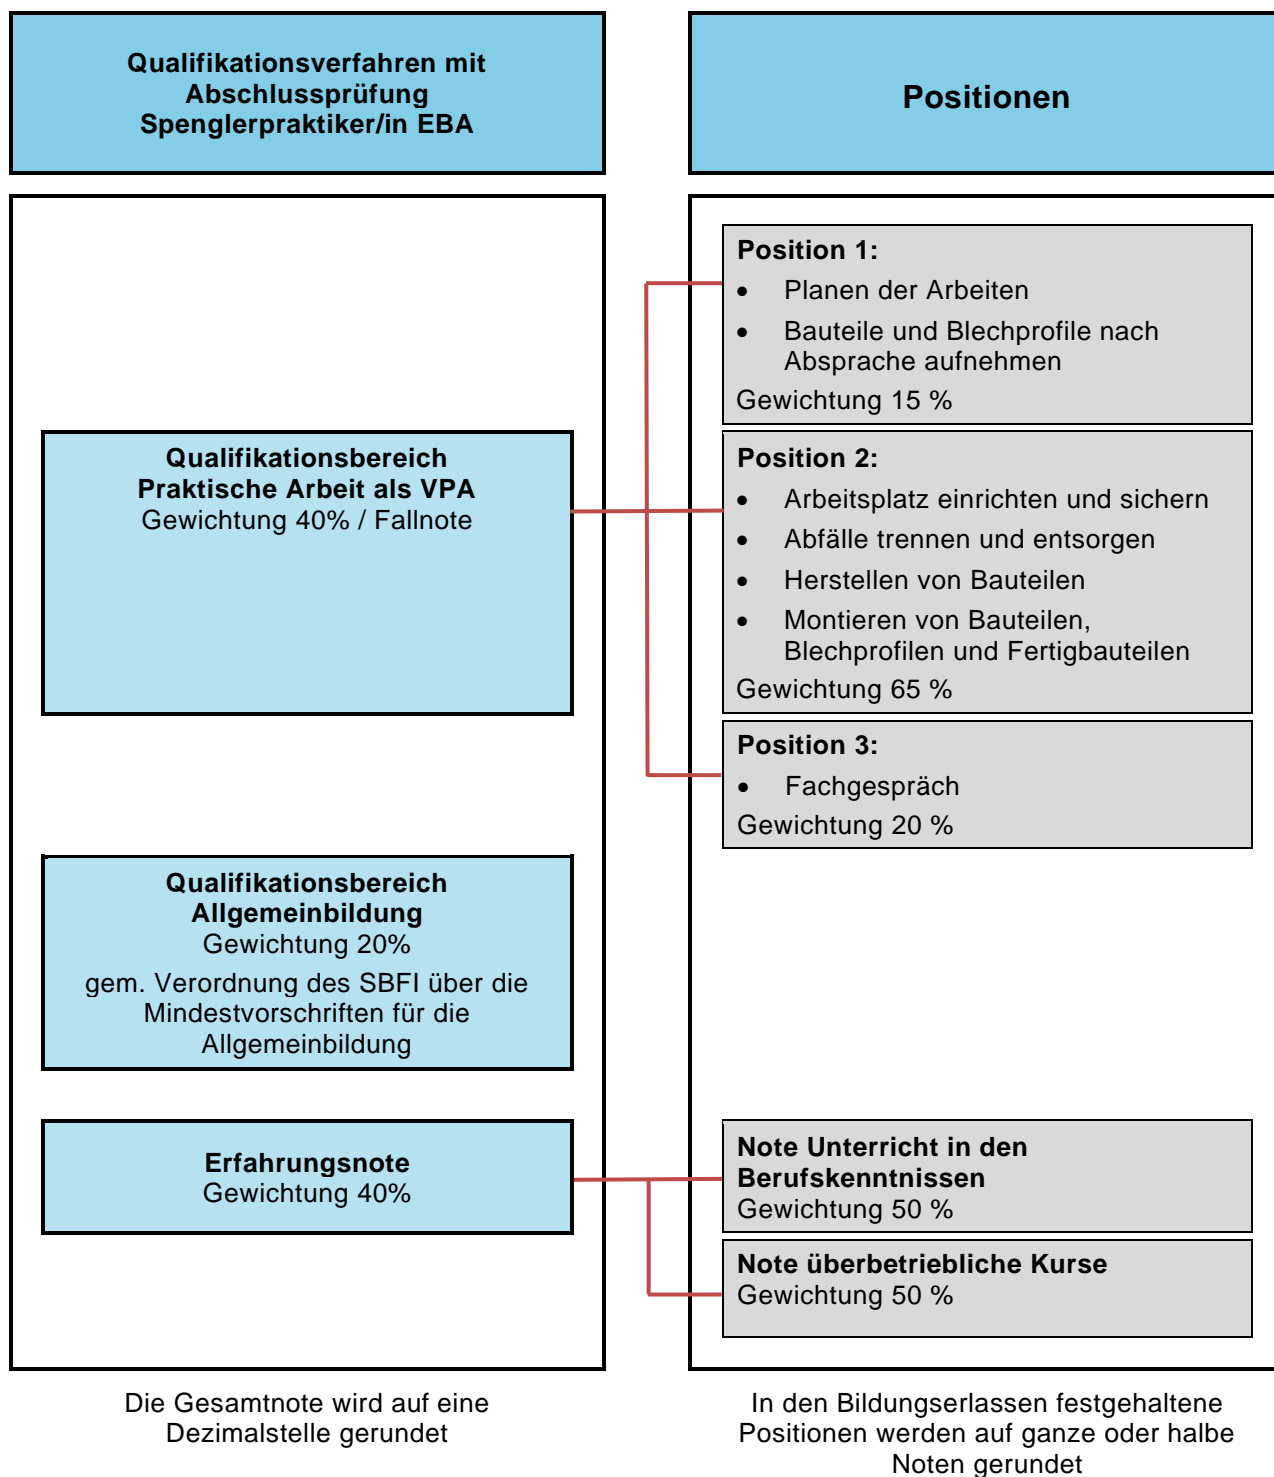 Qualifikationsverfahren mit
Abschlussprüfung
Spenglerpraktiker/in EBA
Positionen
Position 1:
• Planen der Arbeiten
• Bauteile und Blechprofile nach
Absprache aufnehmen
Gewichtung 15 %
Qualifikationsbereich
Praktische Arbeit als VPA
Gewichtung 40% / Fallnote
Position 2:
• Arbeitsplatz einrichten und sichern
• Abfälle trennen und entsorgen
• Herstellen von Bauteilen
• Montieren von Bauteilen,
Blechprofilen und Fertigbauteilen
Gewichtung 65 %
Position 3:
• Fachgespräch
Gewichtung 20 %
Qualifikationsbereich
Allgemeinbildung
Gewichtung 20%
gem. Verordnung des SBFI über die
Mindestvorschriften für die
Allgemeinbildung
Erfahrungsnote
Gewichtung 40%
Note Unterricht in den
Berufskenntnissen
Gewichtung 50 %
Note überbetriebliche Kurse
Gewichtung 50 %
Die Gesamtnote wird auf eine
Dezimalstelle gerundet
In den Bildungserlassen festgehaltene
Positionen werden auf ganze oder halbe
Noten gerundet